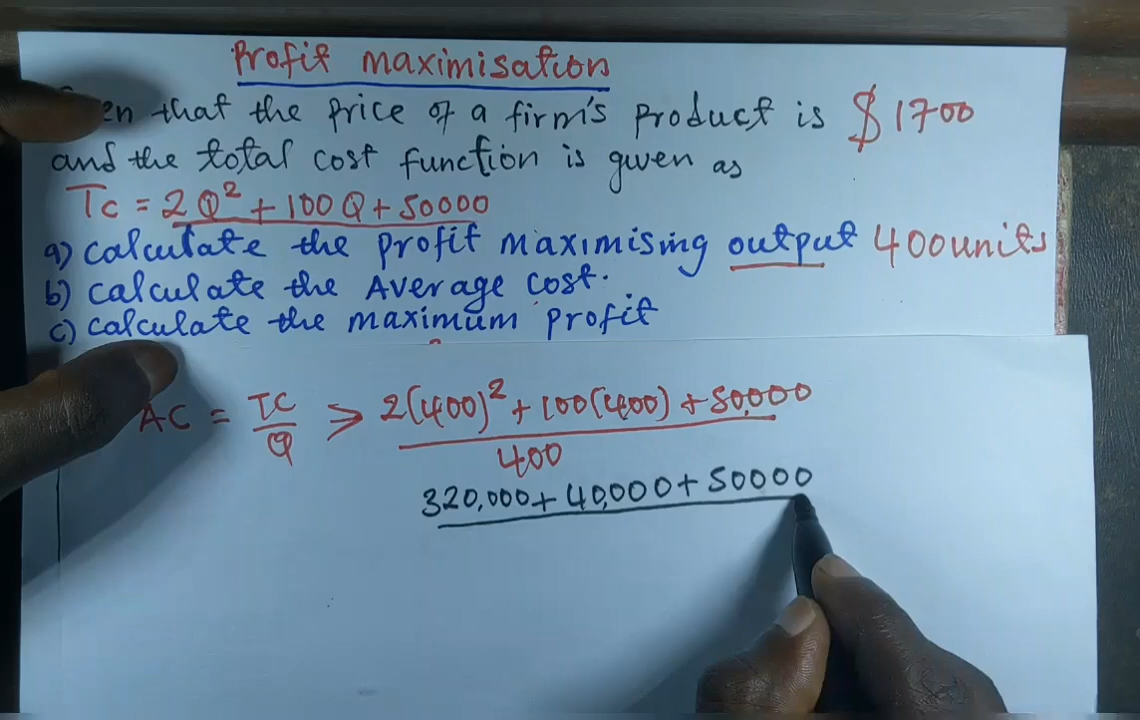 Profit maximisation
en that the price of a firm's product is $1700
and the total cost function is given as
Tc = 2Q² + 100Q + 50000
a) calculate the profit maximising output 400units
b) calculate the Average cost.
c) calculate the maximum profit
AC = TC/Q => 2(400)² + 100(400) + 50,000 / 400
320,000 + 40,000 + 50000